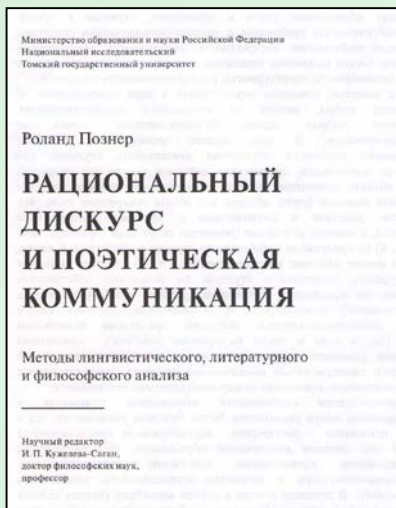 Министерство образования и науки Российской Федерации
Национальный исследовательский
Томский государственный университет
Роланд Познер
РАЦИОНАЛЬНЫЙ
ДИСКУРС
И ПОЭТИЧЕСКАЯ
КОММУНИКАЦИЯ
Методы лингвистического, литературного
и философского анализа
Научный редактор
И. П. Кужелева-Саган,
доктор философских наук,
профессор